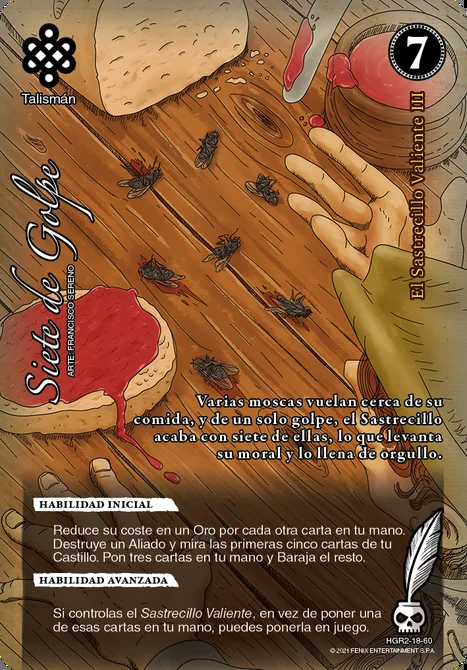 7
Talismán
El Sastrecillo Valiente III
Siete de Golpe
ARTE: FRANCISCO SERENO
Varias moscas vuelan cerca de su
comida, y de un solo golpe, el Sastrecillo
acaba con siete de ellas, lo que levanta
su moral y lo llena de orgullo.
HABILIDAD INICIAL
Reduce su coste en un Oro por cada otra carta en tu mano.
Destruye un Aliado y mira las primeras cinco cartas de tu
Castillo. Pon tres cartas en tu mano y Baraja el resto.
HABILIDAD AVANZADA
Si controlas el Sastrecillo Valiente, en vez de poner una
de esas cartas en tu mano, puedes ponerla en juego.
HGR2-18-60
© 2021 FENIX ENTERTAINMENT S.P.A.